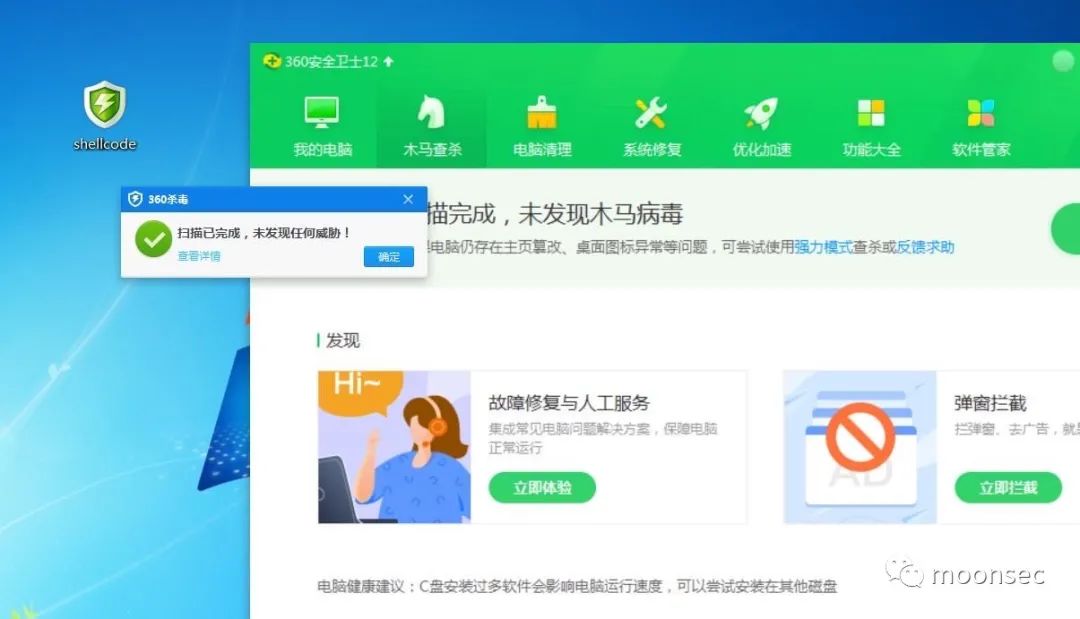 360安全卫士12
我的电脑
木马查杀
电脑清理
系统修复
优化加速
功能大全
软件管家
shellcode
360杀毒
扫描已完成，未发现任何威胁！
查看详情
确定
描完成，未发现木马病毒
电脑仍存在主页篡改、桌面图标异常等问题，可尝试使用强力模式查杀或反馈求助
发现
Hi~
故障修复与人工服务
集成常见电脑问题解决方案，保障电脑
正常运行
立即体验
AD
弹窗拦截
拦弹窗、去广告，就
立即拦截
电脑健康建议：C盘安装过多软件会影响电脑运行速度，可以尝试安装在其他磁盘
moonsec